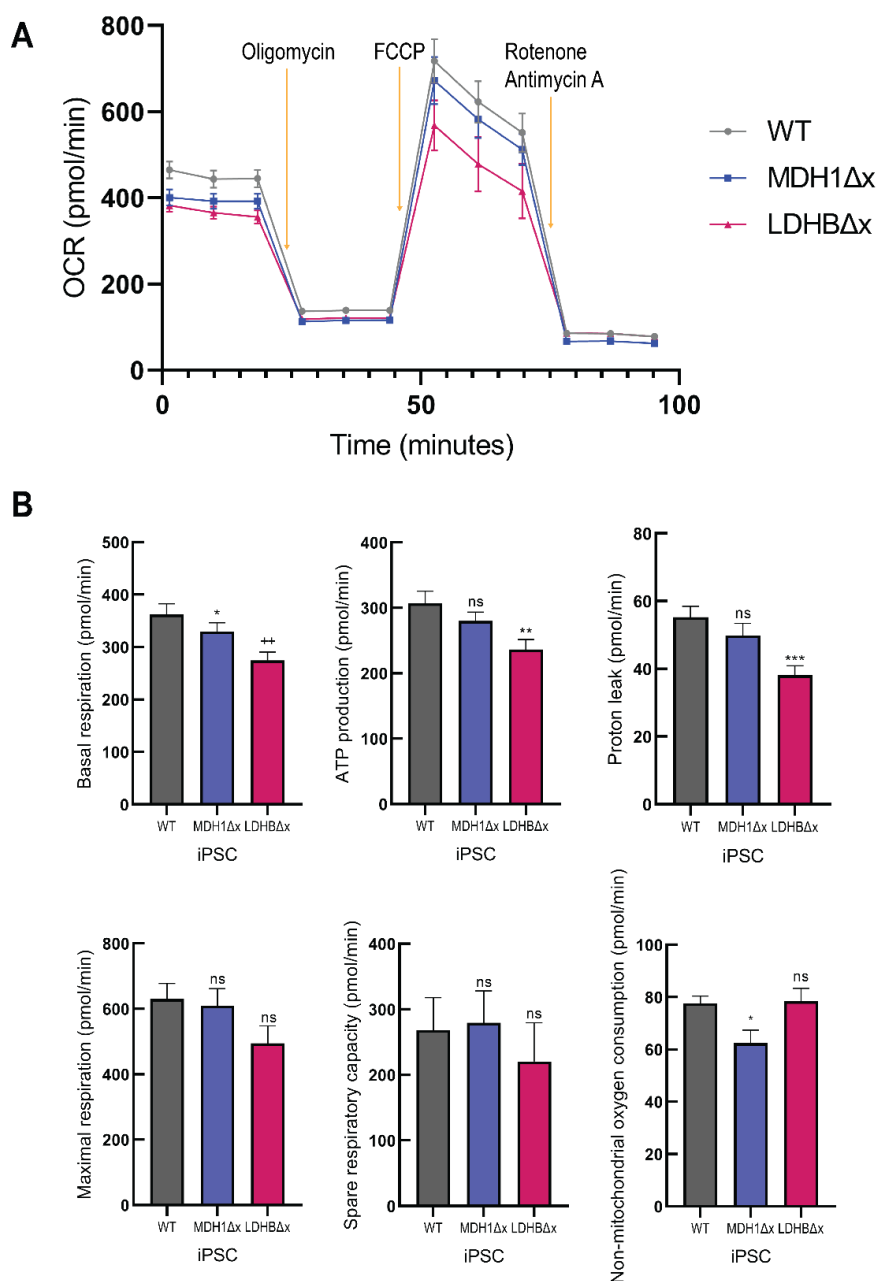 A
800
600
400
200
0
OCR (pmol/min)
Oligomycin
FCCP
Rotenone
Antimycin A
0
50
100
Time (minutes)
WT
MDH1Δx
LDHBΔx
B
Basal respiration (pmol/min)
500
400
300
300
100
0
*
‡‡
WT
MDH1Δx
LDHBΔx
iPSC
ATP production (pmol/min)
400
300
200
100
0
ns
**
WT
MDH1Δx
LDHBΔx
iPSC
Proton leak (pmol/min)
80
60
40
20
0
ns
***
WT
MDH1Δx
LDHBΔx
iPSC
Maximal respiration (pmol/min)
800
600
400
200
0
ns
ns
WT
MDH1Δx
LDHBΔx
iPSC
Spare respiratory capacity (pmol/min)
400
300
200
100
0
ns
ns
WT
MDH1Δx
LDHBΔx
iPSC
Non-mitochondrial oxygen consumption (pmol/min)
100
80
60
40
20
0
*
ns
WT
MDH1Δx
LDHBΔx
iPSC